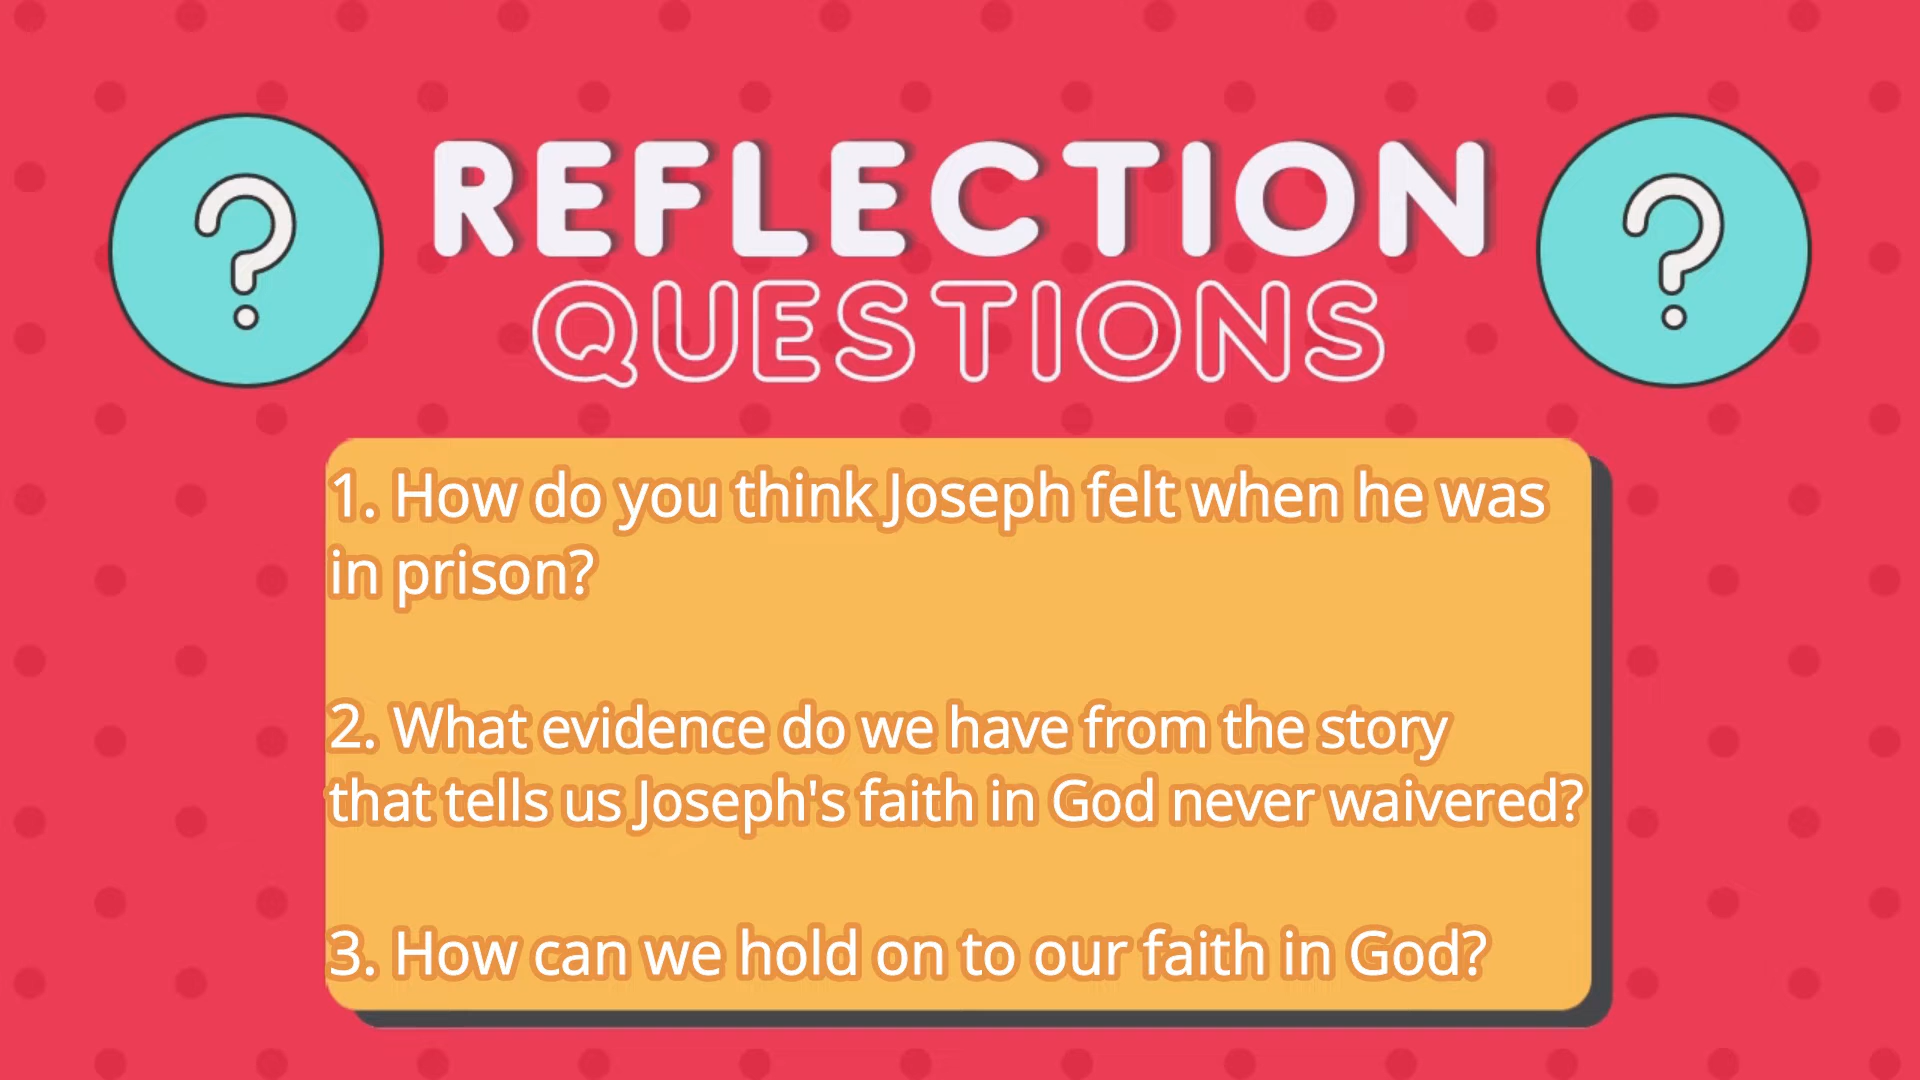 ?
REFLECTION
?
QUESTIONS
1. How do you think Joseph felt when he was
in prison?
2. What evidence do we have from the story
that tells us Joseph's faith in God never waivered?
3. How can we hold on to our faith in God?